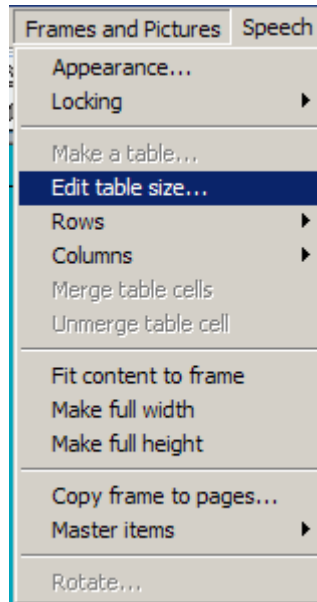 Frames and Pictures Speech
Appearance...
Locking
Make a table...
Edit table size...
Rows
Columns
Merge table cells
Unmerge table cell
Fit content to frame
Make full width
Make full height
Copy frame to pages...
Master items
Rotate...